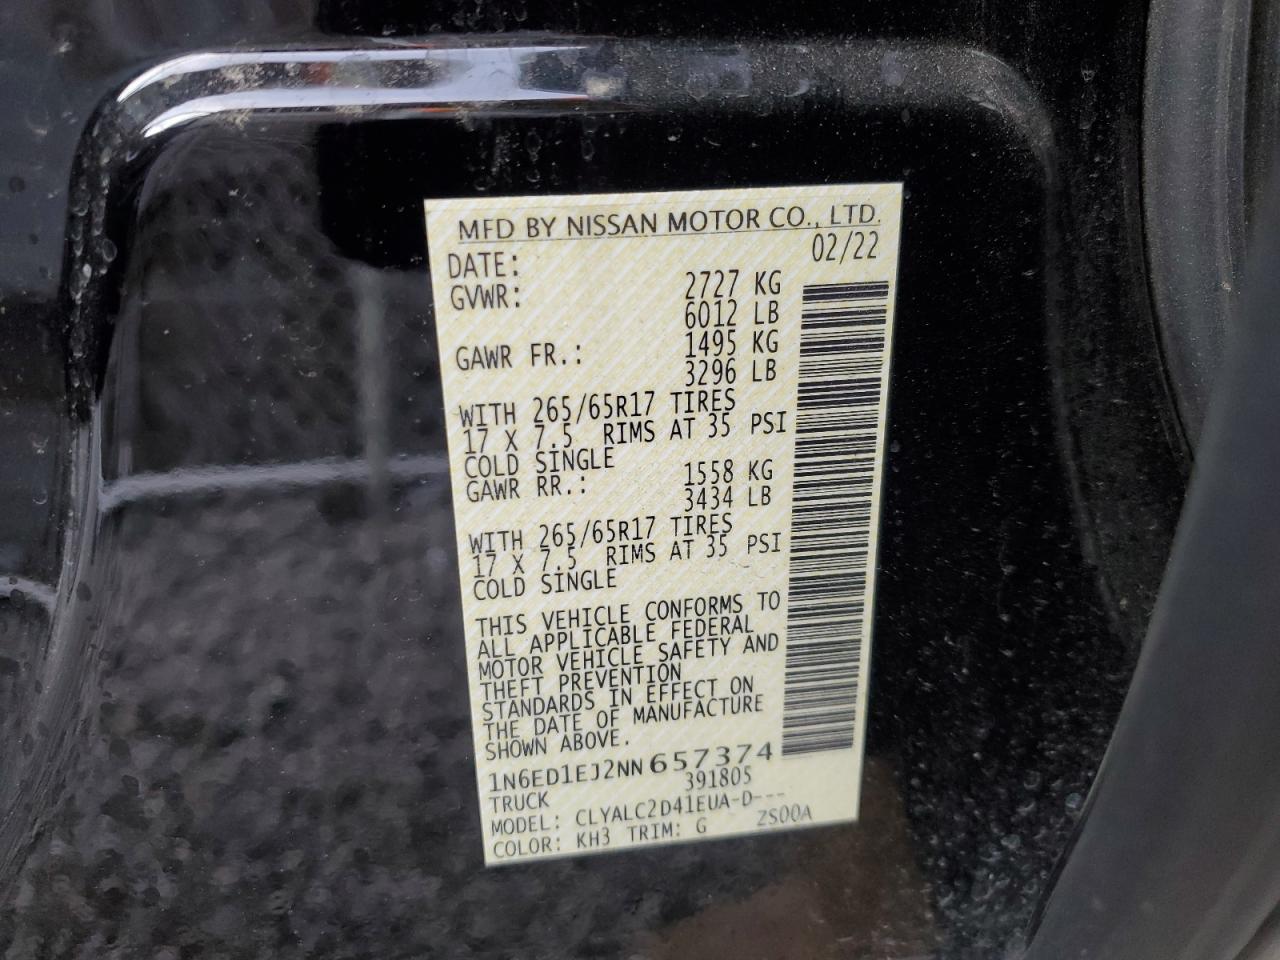 MFD BY NISSAN MOTOR CO., LTD.
DATE: 02/22
GVWR: 2727 KG
6012 LB
GAWR FR.: 1495 KG
3296 LB
WITH 265/65R17 TIRES
17 X 7.5 RIMS AT 35 PSI
COLD SINGLE
GAWR RR.: 1558 KG
3434 LB
WITH 265/65R17 TIRES
17 X 7.5 RIMS AT 35 PSI
COLD SINGLE
THIS VEHICLE CONFORMS TO
ALL APPLICABLE FEDERAL
MOTOR VEHICLE SAFETY AND
THEFT PREVENTION
STANDARDS IN EFFECT ON
THE DATE OF MANUFACTURE
SHOWN ABOVE.
1N6ED1EJ2NN657374
TRUCK 391805
MODEL: CLYALC2D41EUA-D---
COLOR: KH3 TRIM: G ZS00A